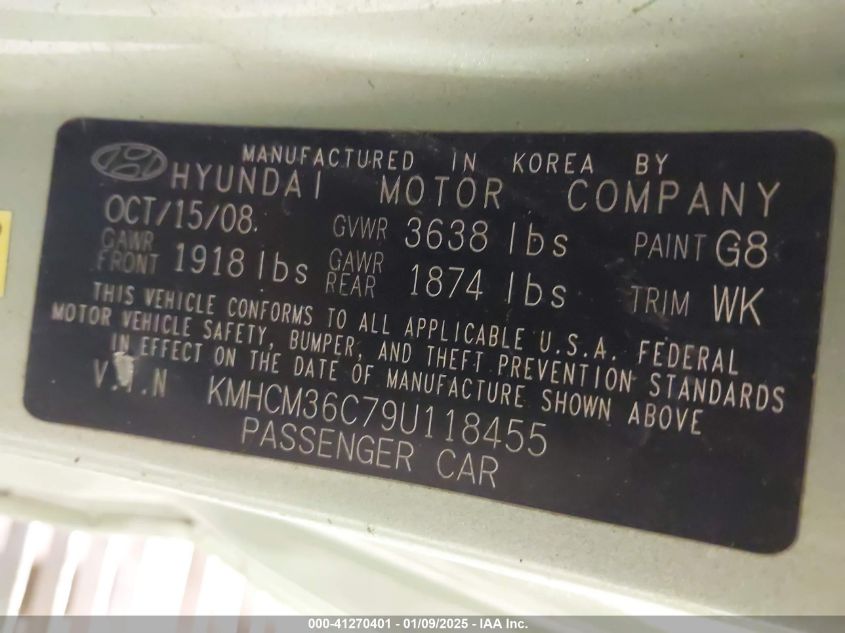 MANUFACTURED IN KOREA BY
HYUNDAI MOTOR COMPANY
OCT/15/08. GVWR 3638 lbs PAINT G8
GAWR FRONT 1918 lbs GAWR REAR 1874 lbs TRIM WK
THIS VEHICLE CONFORMS TO ALL APPLICABLE U.S.A. FEDERAL
MOTOR VEHICLE SAFETY, BUMPER, AND THEFT PREVENTION STANDARDS
IN EFFECT ON THE DATE OF MANUFACTURE SHOWN ABOVE
V.I.N KMHCM36C79U118455
PASSENGER CAR
000-41270401 - 01/09/2025 - IAA Inc.